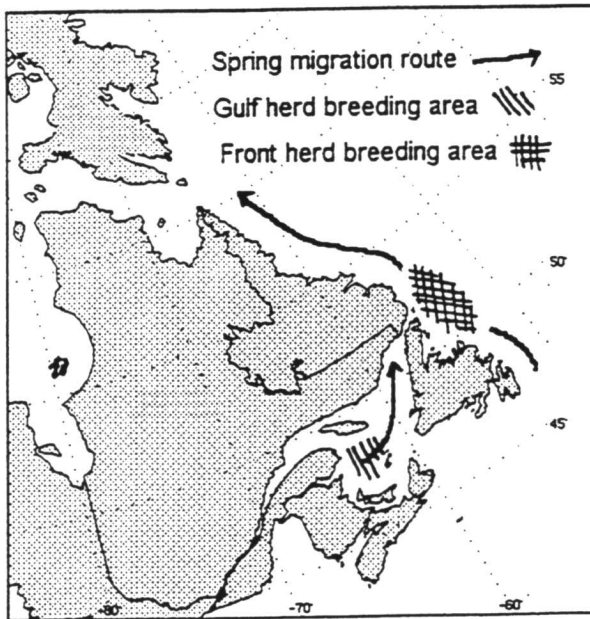 Spring migration route
Gulf herd breeding area
Front herd breeding area
55
50
45
-80
-70
-60